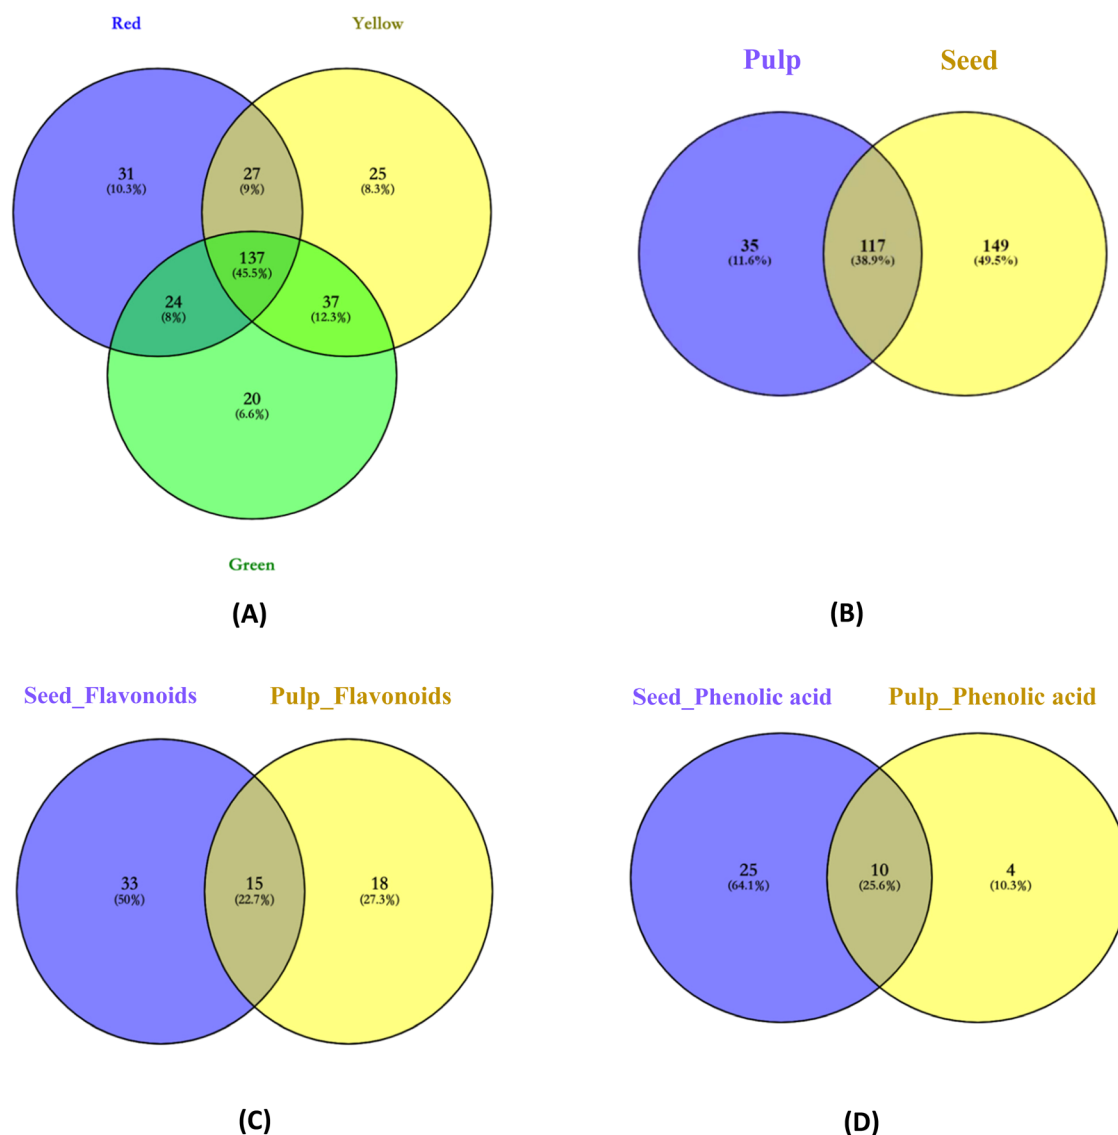 Red
Yellow
31
(10.3%)
27
(9%)
25
(8.3%)
137
(45.5%)
24
(8%)
37
(12.3%)
20
(6.6%)
Green
(A)
Pulp
Seed
35
(11.6%)
117
(38.9%)
149
(49.5%)
(B)
Seed_Flavonoids
Pulp_Flavonoids
33
(50%)
15
(22.7%)
18
(27.3%)
(C)
Seed_Phenolic acid
Pulp_Phenolic acid
25
(64.1%)
10
(25.6%)
4
(10.3%)
(D)